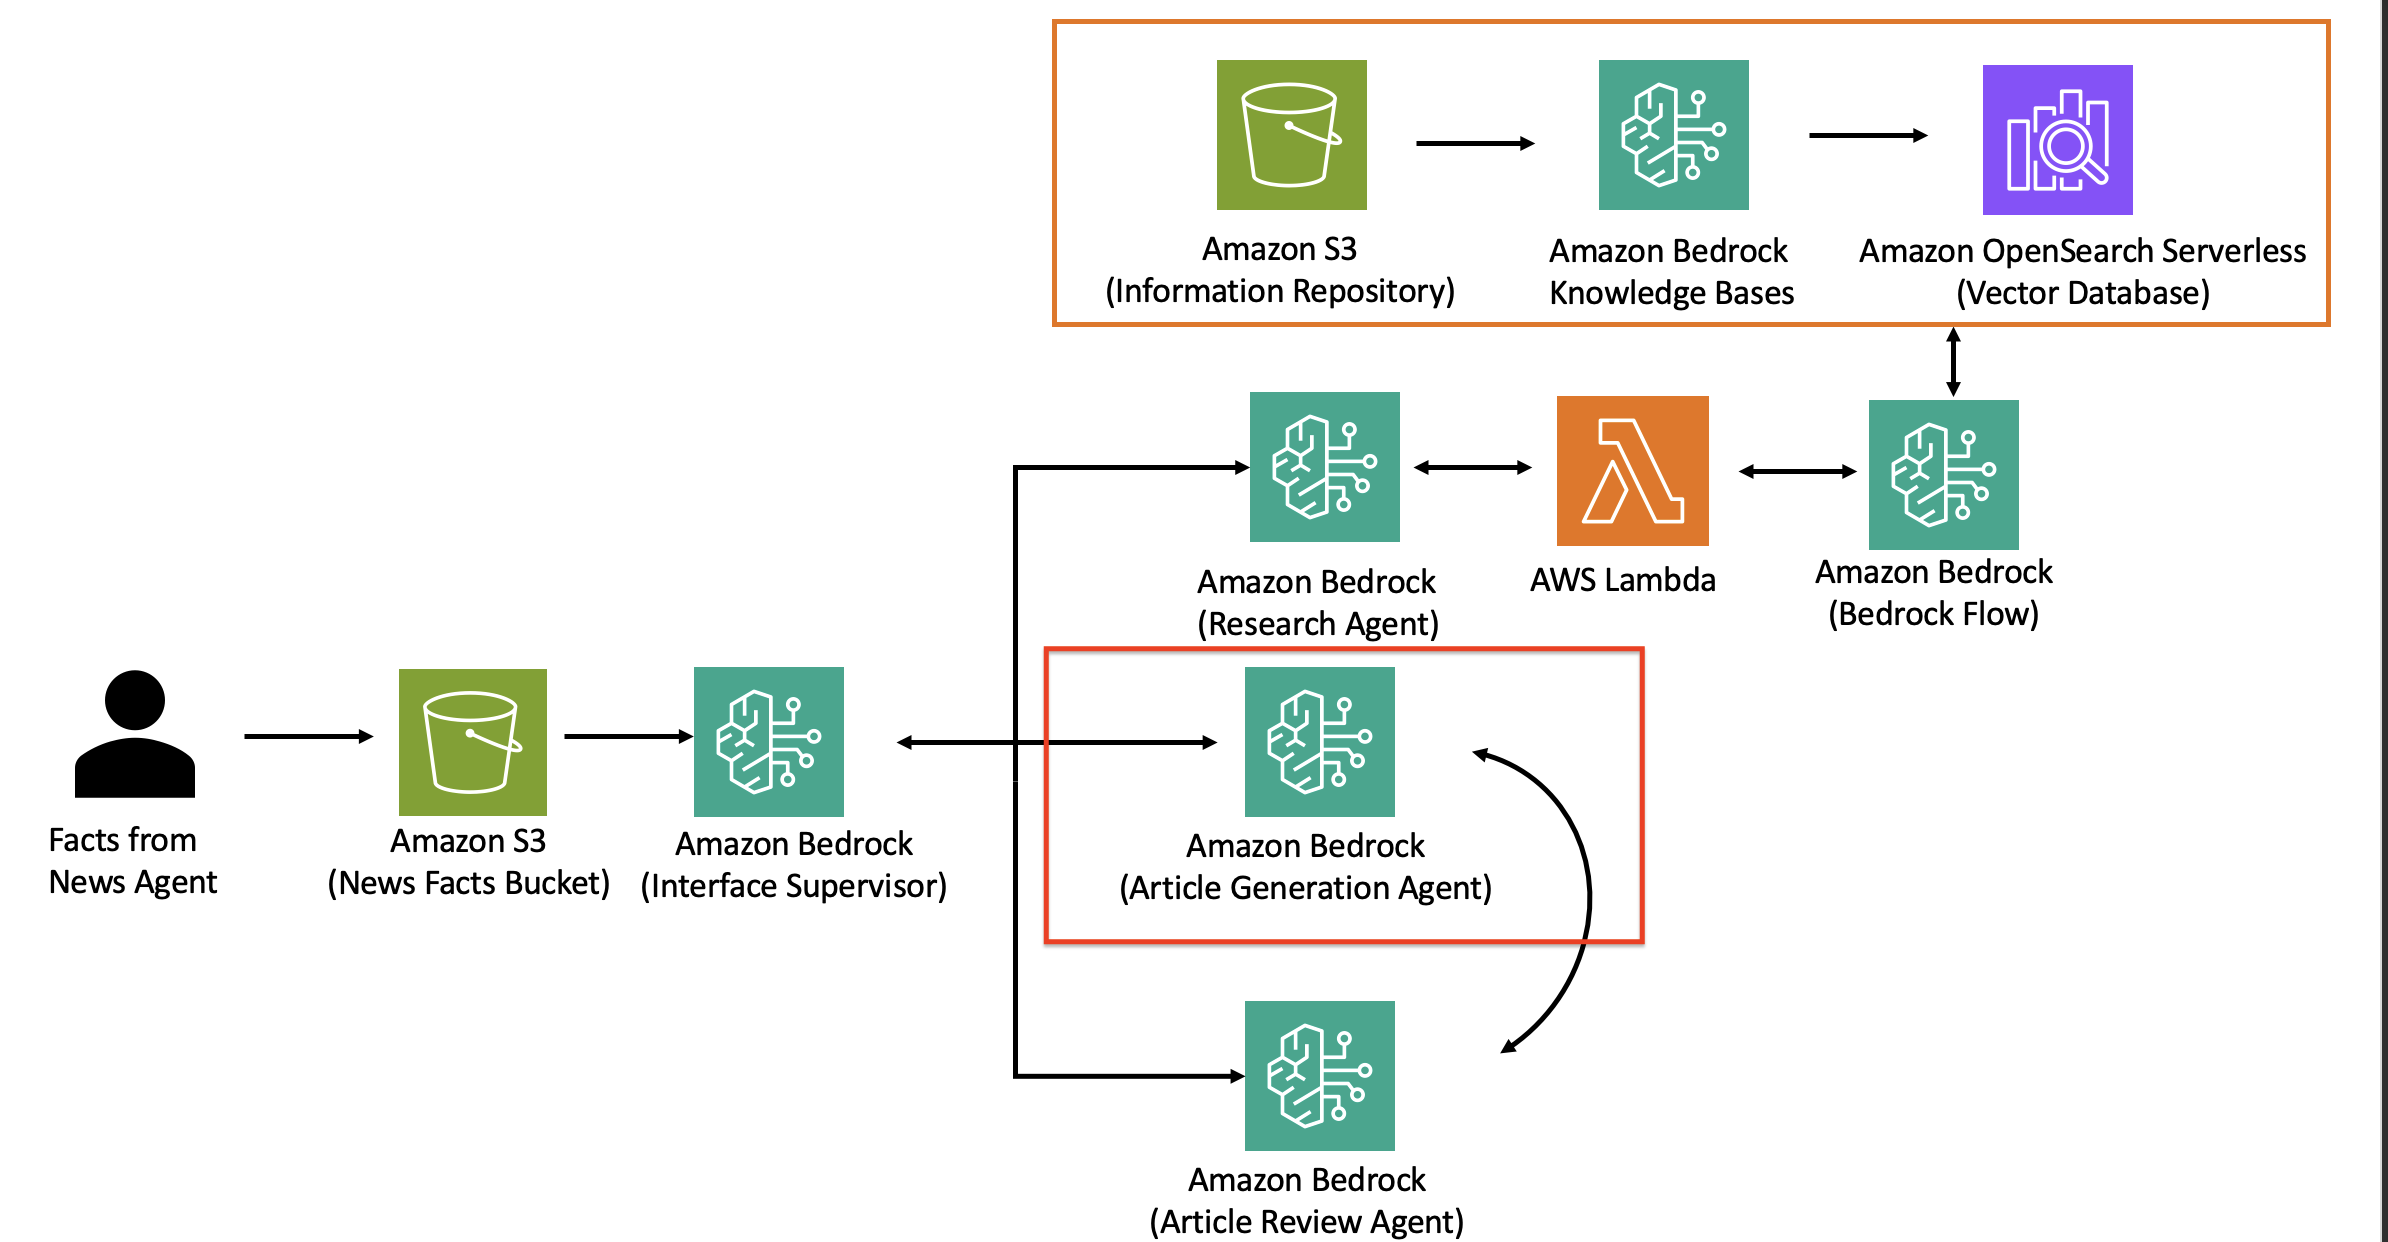 Amazon S3
(Information Repository)
Amazon Bedrock
Knowledge Bases
Amazon OpenSearch Serverless
(Vector Database)
Amazon Bedrock
(Research Agent)
AWS Lambda
Amazon Bedrock
(Bedrock Flow)
Facts from
News Agent
Amazon S3
(News Facts Bucket)
Amazon Bedrock
(Interface Supervisor)
Amazon Bedrock
(Article Generation Agent)
Amazon Bedrock
(Article Review Agent)